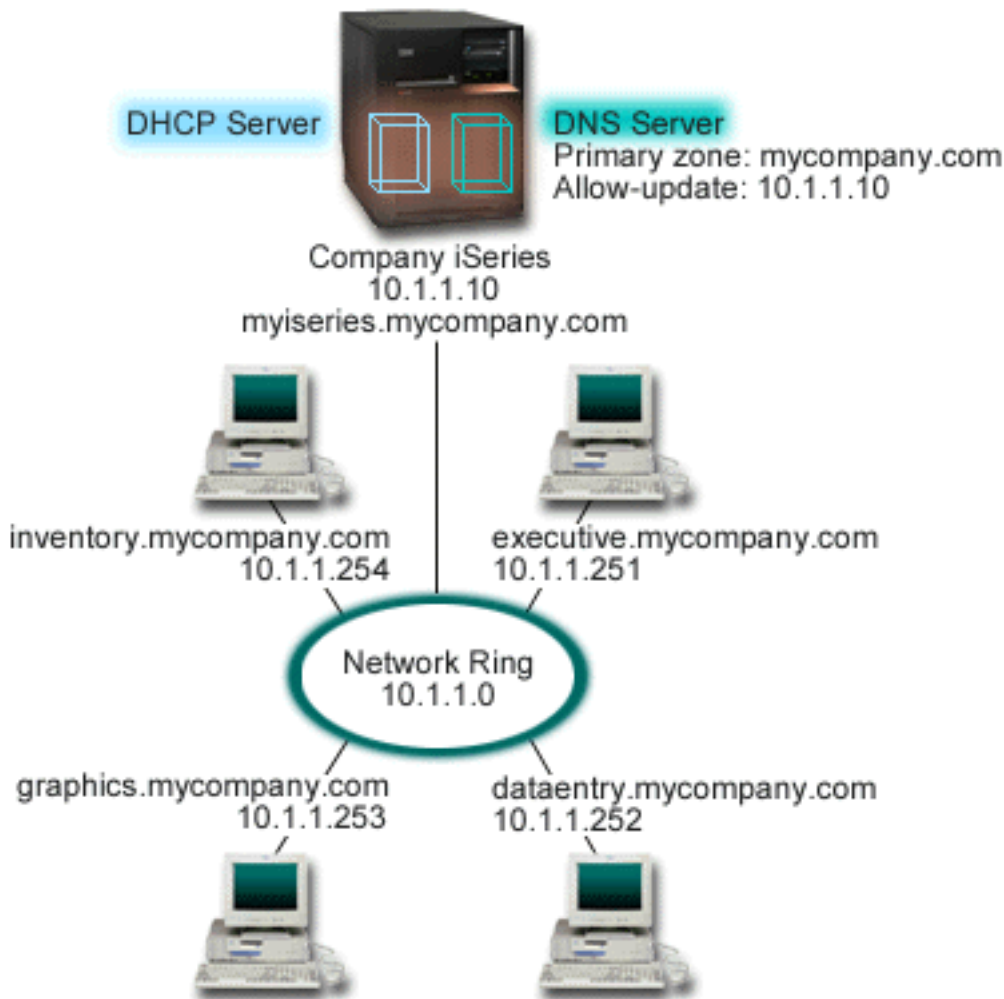 DHCP Server
DNS Server
Primary zone: mycompany.com
Allow-update: 10.1.1.10
Company iSeries
10.1.1.10
myiseries.mycompany.com
inventory.mycompany.com
10.1.1.254
executive.mycompany.com
10.1.1.251
Network Ring
10.1.1.0
graphics.mycompany.com
10.1.1.253
dataentry.mycompany.com
10.1.1.252